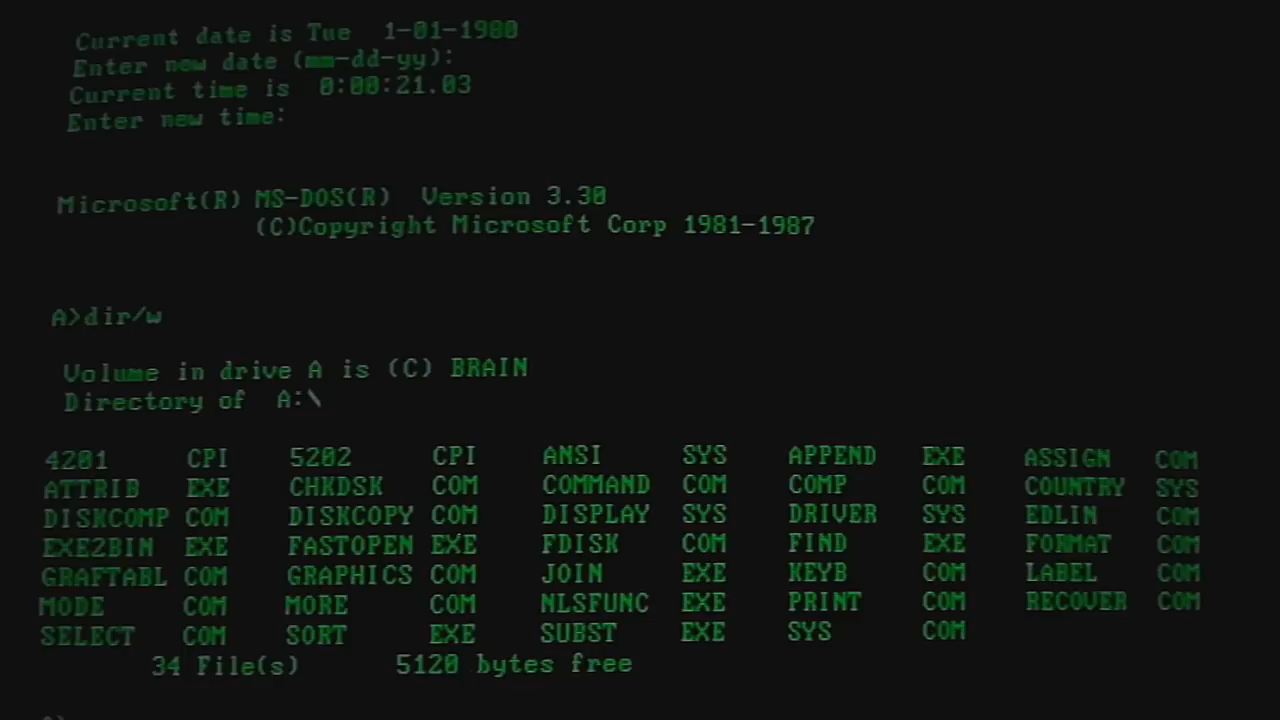 Current date is Tue  1-01-1980
Enter new date (mm-dd-yy):
Current time is  0:00:21.03
Enter new time:
Microsoft(R) MS-DOS(R)  Version 3.30
(C)Copyright Microsoft Corp 1981-1987
A>dir/w
Volume in drive A is (C) BRAIN
Directory of  A:\
4201 CPI 5202 CPI ANSI SYS APPEND EXE ASSIGN COM
ATTRIB EXE CHKDSK COM COMMAND COM COMP COM COUNTRY SYS
DISKCOMP COM DISKCOPY COM DISPLAY SYS DRIVER SYS EDLIN COM
EXE2BIN EXE FASTOPEN EXE FDISK COM FIND EXE FORMAT COM
GRAFTABL COM GRAPHICS COM JOIN EXE KEYB COM LABEL COM
MODE COM MORE COM NLSFUNC EXE PRINT COM RECOVER COM
SELECT COM SORT EXE SUBST EXE SYS COM
34 File(s) 5120 bytes free